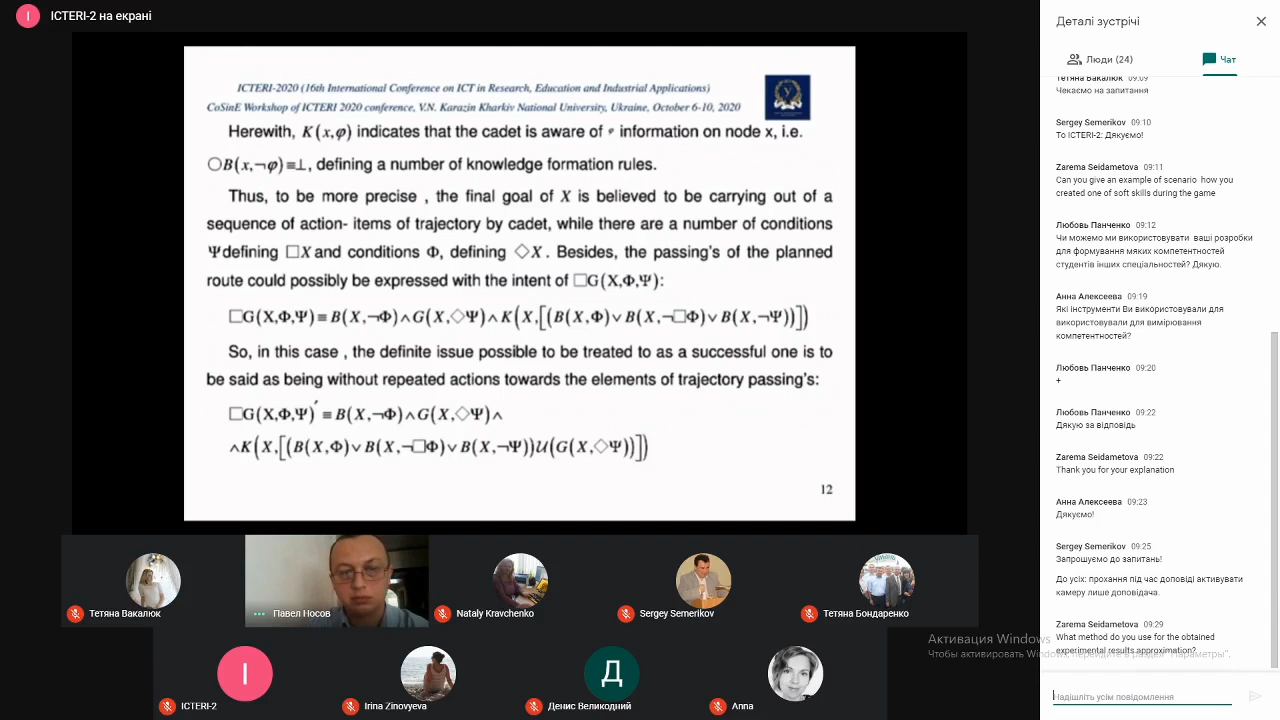 ICTERI-2 на екрані
ICTERI-2020 (16th International Conference on ICT in Research, Education and Industrial Applications)
CoSinE Workshop of ICTERI 2020 conference, V.N. Karazin Kharkiv National University, Ukraine, October 6-10, 2020
Herewith, K(x,φ) indicates that the cadet is aware of φ information on node x, i.e.
○B(x,¬φ)≡⊥, defining a number of knowledge formation rules.
Thus, to be more precise , the final goal of X is believed to be carrying out of a
sequence of action- items of trajectory by cadet, while there are a number of conditions
Ψ defining □X and conditions Φ, defining ◇X. Besides, the passing's of the planned
route could possibly be expressed with the intent of □G(X,Φ,Ψ):
□G(X,Φ,Ψ)≡B(X,¬Φ)∧G(X,◇Ψ)∧K(X,[(B(X,Φ)∨B(X,¬□Φ)∨B(X,¬Ψ))])
So, in this case , the definite issue possible to be treated to as a successful one is to
be said as being without repeated actions towards the elements of trajectory passing's:
□G(X,Φ,Ψ)′≡B(X,¬Φ)∧G(X,◇Ψ)∧
∧K(X,[(B(X,Φ)∨B(X,¬□Φ)∨B(X,¬Ψ))U(G(X,◇Ψ))])
12
Тетяна Вакалюк
Павел Носов
Nataly Kravchenko
Sergey Semerikov
Тетяна Бондаренко
I
Д
ICTERI-2
Irina Zinovyeva
Денис Великодний
Anna
Деталі зустрічі
Люди (24)
Чат
Тетяна Вакалюк 09:09
Чекаємо на запитання
Sergey Semerikov 09:10
To ICTERI-2: Дякуємо!
Zarema Seidametova 09:11
Can you give an example of scenario how you
created one of soft skills during the game
Любовь Панченко 09:12
Чи можемо ми використувати ваші розробки
для формування мяких компетентностей
студентів інших спеціальностей? Дякую.
Анна Алексеева 09:19
Які інструменти Ви використовували для
використовували для вимірювання
компетентностей?
Любовь Панченко 09:20
+
Любовь Панченко 09:22
Дякую за відповідь
Zarema Seidametova 09:22
Thank you for your explanation
Анна Алексеева 09:23
Дякуємо!
Sergey Semerikov 09:25
Запрошуємо до запитань!
До усіх: прохання під час доповіді активувати
камеру лише доповідача.
Zarema Seidametova 09:29
What method do you use for the obtained
experimental results approximation?
Активация Windows
Чтобы активировать Windows, перейдите в раздел "Параметры".
Надішліть усім повідомлення